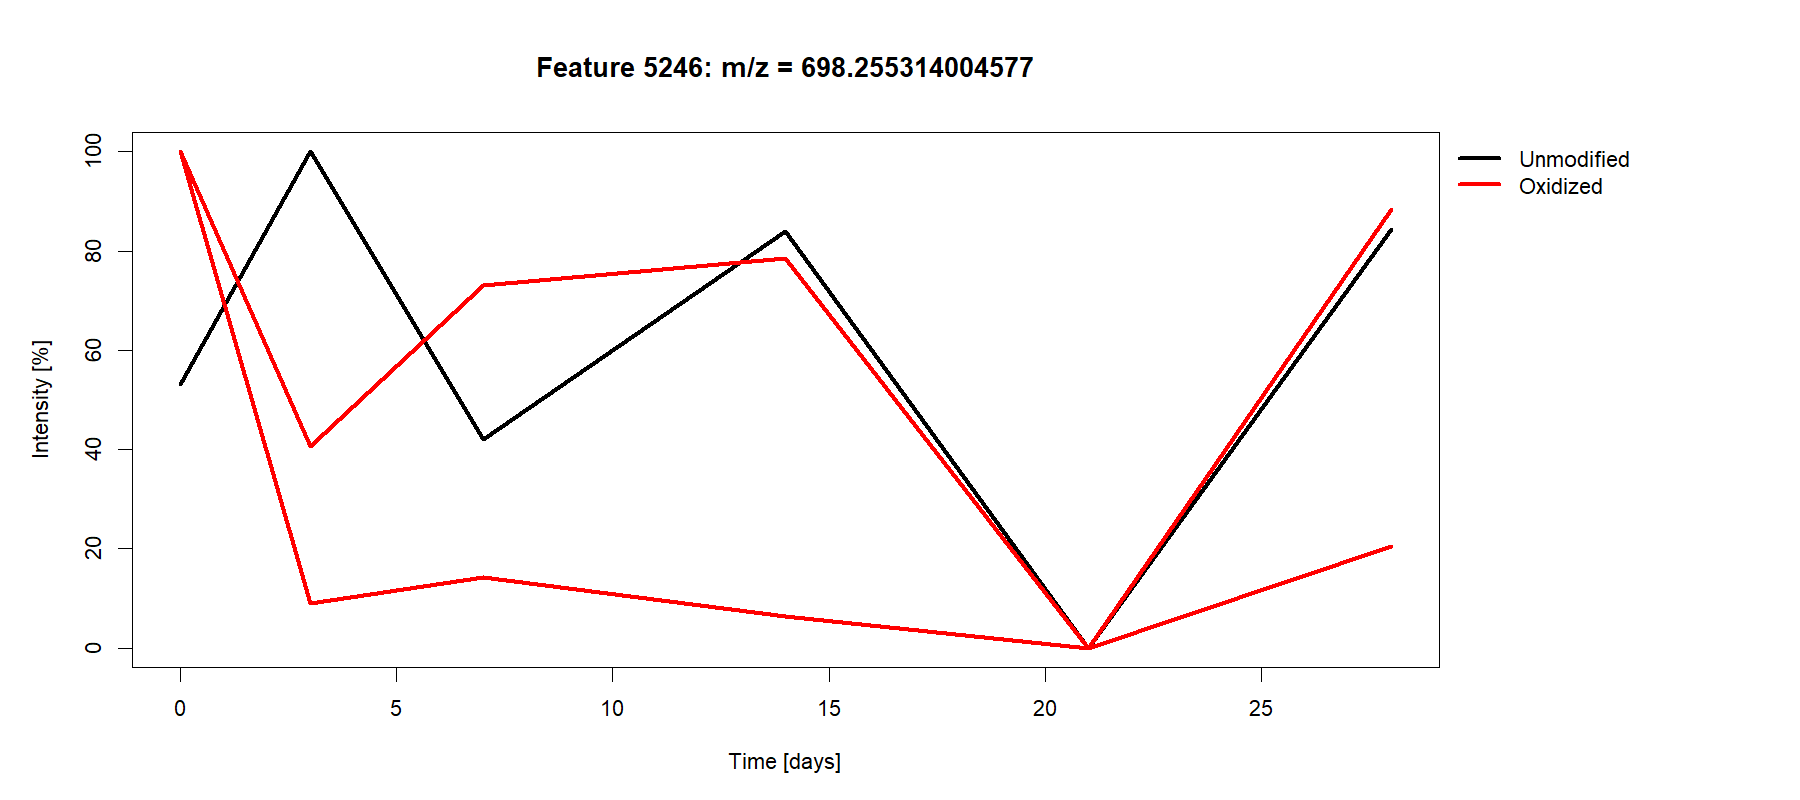 Feature 5246: m/z = 698.255314004577
Unmodified
Oxidized
Intensity [%]
100
80
60
40
20
0
0 5 10 15 20 25
Time [days]